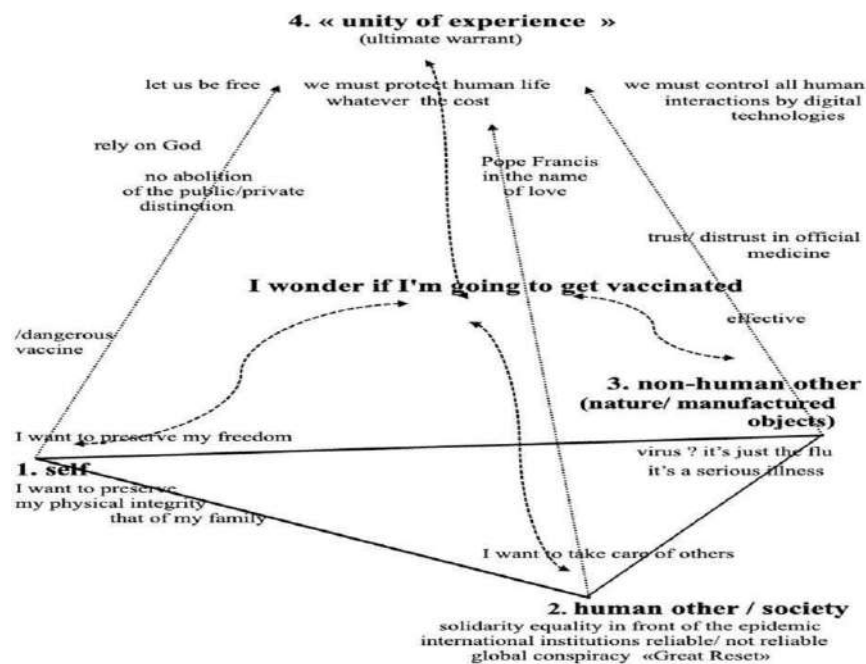 4. « unity of experience »
(ultimate warrant)
let us be free
we must protect human life
whatever the cost
we must control all human
interactions by digital
technologies
rely on God
no abolition
of the public/private
distinction
Pope Francis
in the name
of love
trust/ distrust in official
medicine
I wonder if I'm going to get vaccinated
/dangerous
vaccine
effective
3. non-human other
(nature/ manufactured
objects)
I want to preserve my freedom
1. self
I want to preserve
my physical integrity
that of my family
virus ? it's just the flu
it's a serious illness
I want to take care of others
2. human other / society
solidarity equality in front of the epidemic
international institutions reliable/ not reliable
global conspiracy «Great Reset»